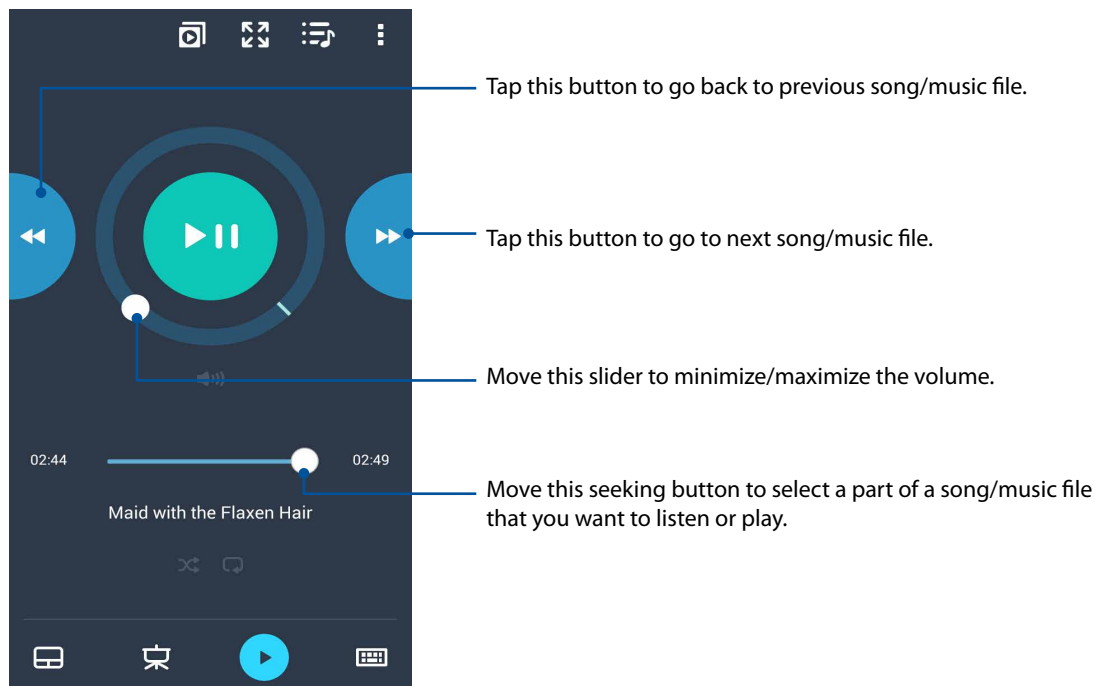 Tap this button to go back to previous song/music file.
Tap this button to go to next song/music file.
Move this slider to minimize/maximize the volume.
02:44
02:49
Move this seeking button to select a part of a song/music file
that you want to listen or play.
Maid with the Flaxen Hair